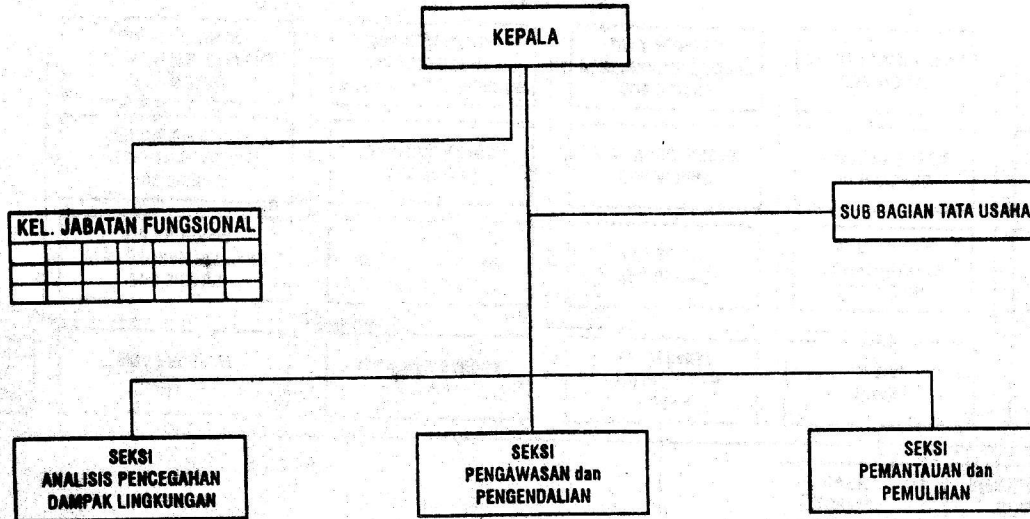 KEPALA
KEL. JABATAN FUNGSIONAL
SUB BAGIAN TATA USAHA
SEKSI
ANALISIS PENCEGAHAN
DAMPAK LINGKUNGAN
SEKSI
PENGAWASAN dan
PENGENDALIAN
SEKSI
PEMANTAUAN dan
PEMULIHAN